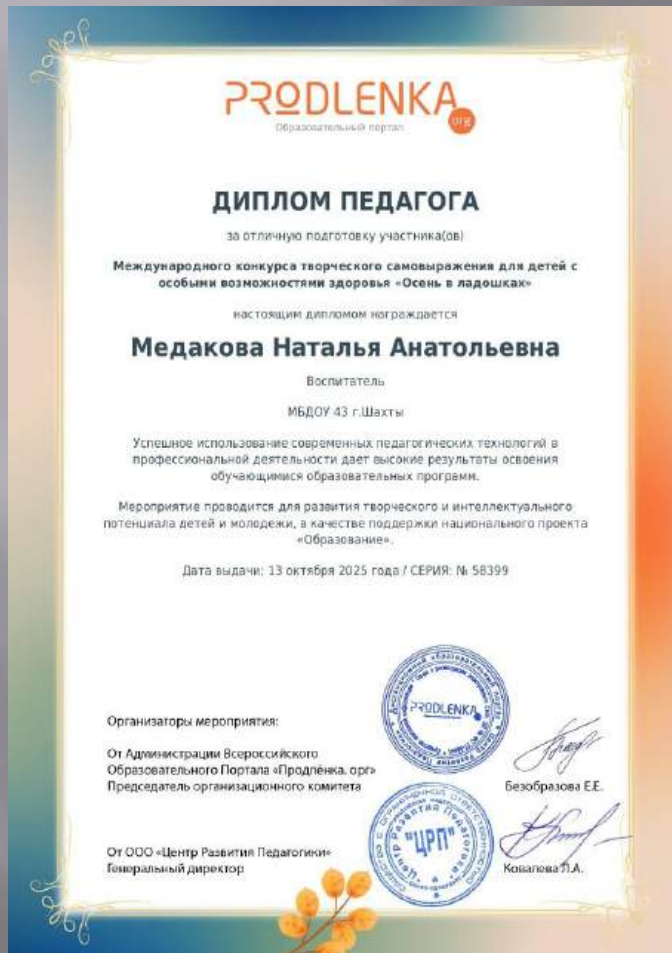 PRODLENKA
org
Образовательный портал
ДИПЛОМ ПЕДАГОГА
за отличную подготовку участника(ов)
Международного конкурса творческого самовыражения для детей с
особыми возможностями здоровья «Осень в ладошках»
настоящим дипломом награждается
Медакова Наталья Анатольевна
Воспитатель
МБДОУ 43 г.Шахты
Успешное использование современных педагогических технологий в
профессиональной деятельности дает высокие результаты освоения
обучающимися образовательных программ.
Мероприятие проводится для развития творческого и интеллектуального
потенциала детей и молодежи, в качестве поддержки национального проекта
«Образование».
Дата выдачи: 13 октября 2025 года / СЕРИЯ: № 58399
PRODLENKA
Организаторы мероприятия:
От Администрации Всероссийского
Образовательного Портала «Продлёнка.орг»
Председатель организационного комитета
Безобразова Е.Е.
"ЦРП"
От ООО «Центр Развития Педагогики»
Генеральный директор
Ковалева Л.А.